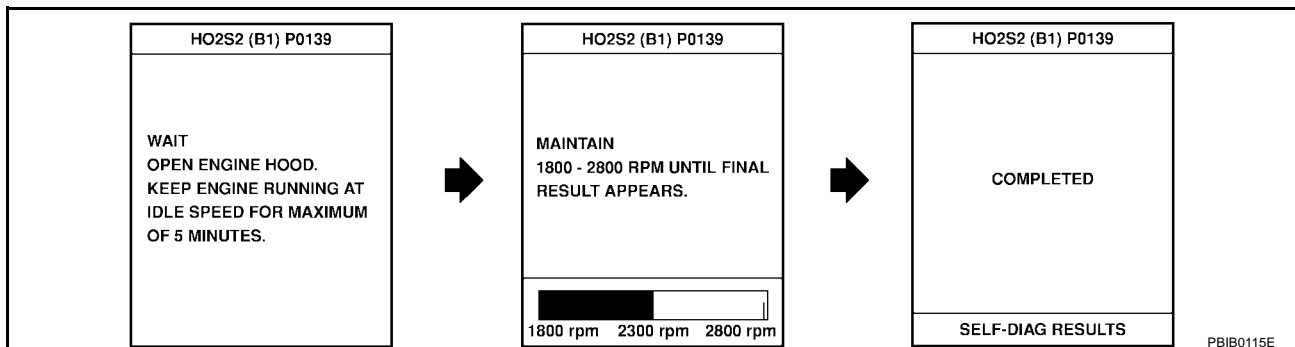 HO2S2 (B1) P0139
WAIT
OPEN ENGINE HOOD.
KEEP ENGINE RUNNING AT
IDLE SPEED FOR MAXIMUM
OF 5 MINUTES.
HO2S2 (B1) P0139
MAINTAIN
1800 - 2800 RPM UNTIL FINAL
RESULT APPEARS.
1800 rpm 2300 rpm 2800 rpm
HO2S2 (B1) P0139
COMPLETED
SELF-DIAG RESULTS
PBIB0115E